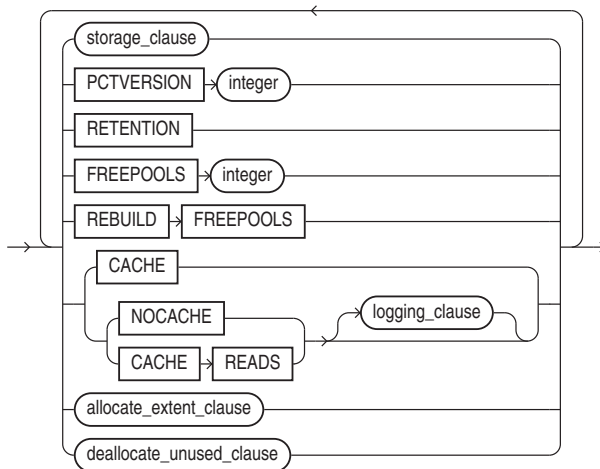 storage_clause
PCTVERSION integer
RETENTION
FREEPOOLS integer
REBUILD FREEPOOLS
CACHE
NOCACHE
logging_clause
CACHE READS
allocate_extent_clause
deallocate_unused_clause